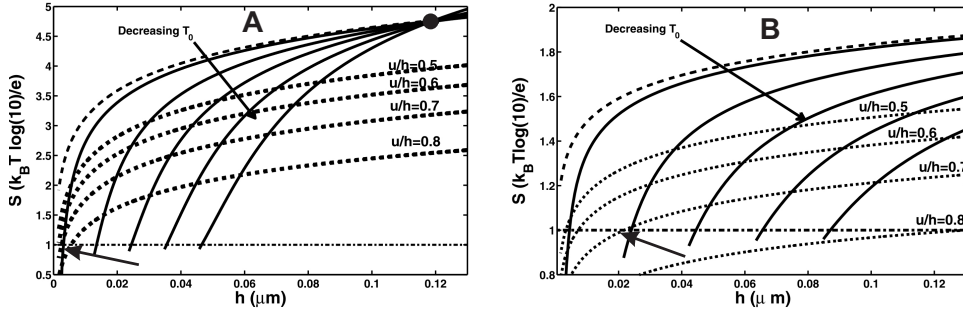 A
Decreasing T0
u/h=0.5
u/h=0.6
u/h=0.7
u/h=0.8
5
4.5
4
3.5
3
2.5
2
1.5
1
0.5
0
0.02
0.04
0.06
0.08
0.1
0.12
S (kBT log(10)/e)
h (μm)
B
Decreasing T0
u/h=0.5
u/h=0.6
u/h=0.7
u/h=0.8
2
1.8
1.6
1.4
1.2
1
0.8
0
0.02
0.04
0.06
0.08
0.1
0.12
S (kB Tlog(10)/e)
h (μ m)